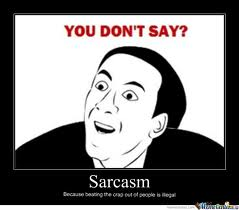 YOU DON'T SAY?
Sarcasm
Because beating the crap out of people is illegal